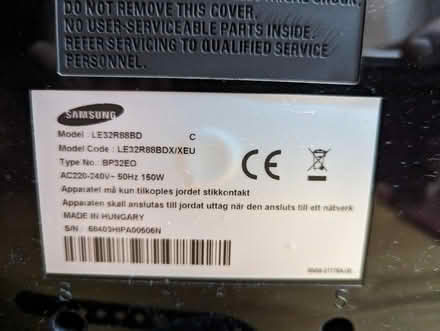 DO NOT REMOVE THIS COVER.
NO USER-SERVICEABLE PARTS INSIDE.
REFER SERVICING TO QUALIFIED SERVICE
PERSONNEL.
SAMSUNG
Model : LE32R88BD C
Model Code : LE32R88BDX/XEU
Type No.: BP32EO
AC220-240V~ 50Hz 150W
CE
Apparatet må kun tilkoples jordet stikkontakt
Apparaten skall anslutas till jordat uttag när den ansluts till ett nätverk
MADE IN HUNGARY
S/N :